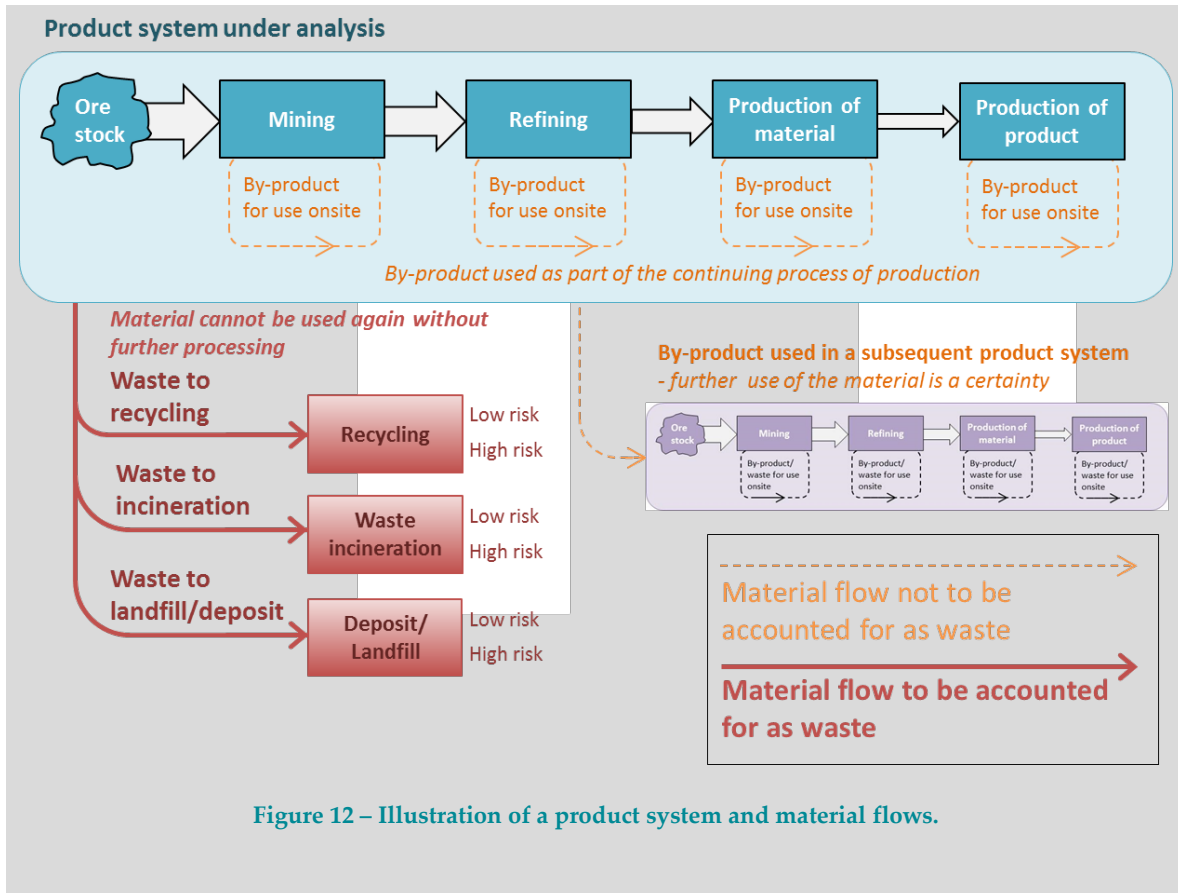 Product system under analysis
Ore
stock
Mining
Refining
Production of
material
Production of
product
By-product
for use onsite
By-product
for use onsite
By-product
for use onsite
By-product
for use onsite
By-product used as part of the continuing process of production
Material cannot be used again without
further processing
Waste to
recycling
Recycling
Low risk
High risk
Waste to
incineration
Waste
incineration
Low risk
High risk
Waste to
landfill/deposit
Deposit/
Landfill
Low risk
High risk
By-product used in a subsequent product system
- further use of the material is a certainty
Ore
stock
Mining
Refining
Production of
material
Production of
product
By-product/
waste for use
onsite
By-product/
waste for use
onsite
By-product/
waste for use
onsite
By-product/
waste for use
onsite
Material flow not to be
accounted for as waste
Material flow to be accounted
for as waste
Figure 12 – Illustration of a product system and material flows.